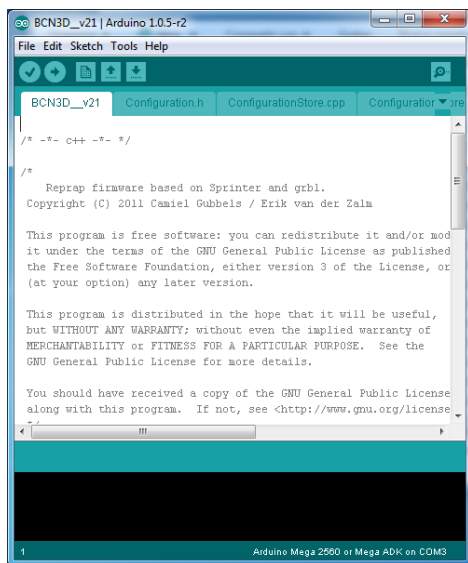 BCN3D__v21 | Arduino 1.0.5-r2
File Edit Sketch Tools Help
BCN3D__v21 Configuration.h ConfigurationStore.cpp Configuration ore
/* -*- c++ -*- */
/*
Reprap firmware based on Sprinter and grbl.
Copyright (C) 2011 Camiel Gubbels / Erik van der Zalm
This program is free software: you can redistribute it and/or mod
it under the terms of the GNU General Public License as published
the Free Software Foundation, either version 3 of the License, or
(at your option) any later version.
This program is distributed in the hope that it will be useful,
but WITHOUT ANY WARRANTY; without even the implied warranty of
MERCHANTABILITY or FITNESS FOR A PARTICULAR PURPOSE.  See the
GNU General Public License for more details.
You should have received a copy of the GNU General Public License
along with this program.  If not, see <http://www.gnu.org/license
*/
1 Arduino Mega 2560 or Mega ADK on COM3